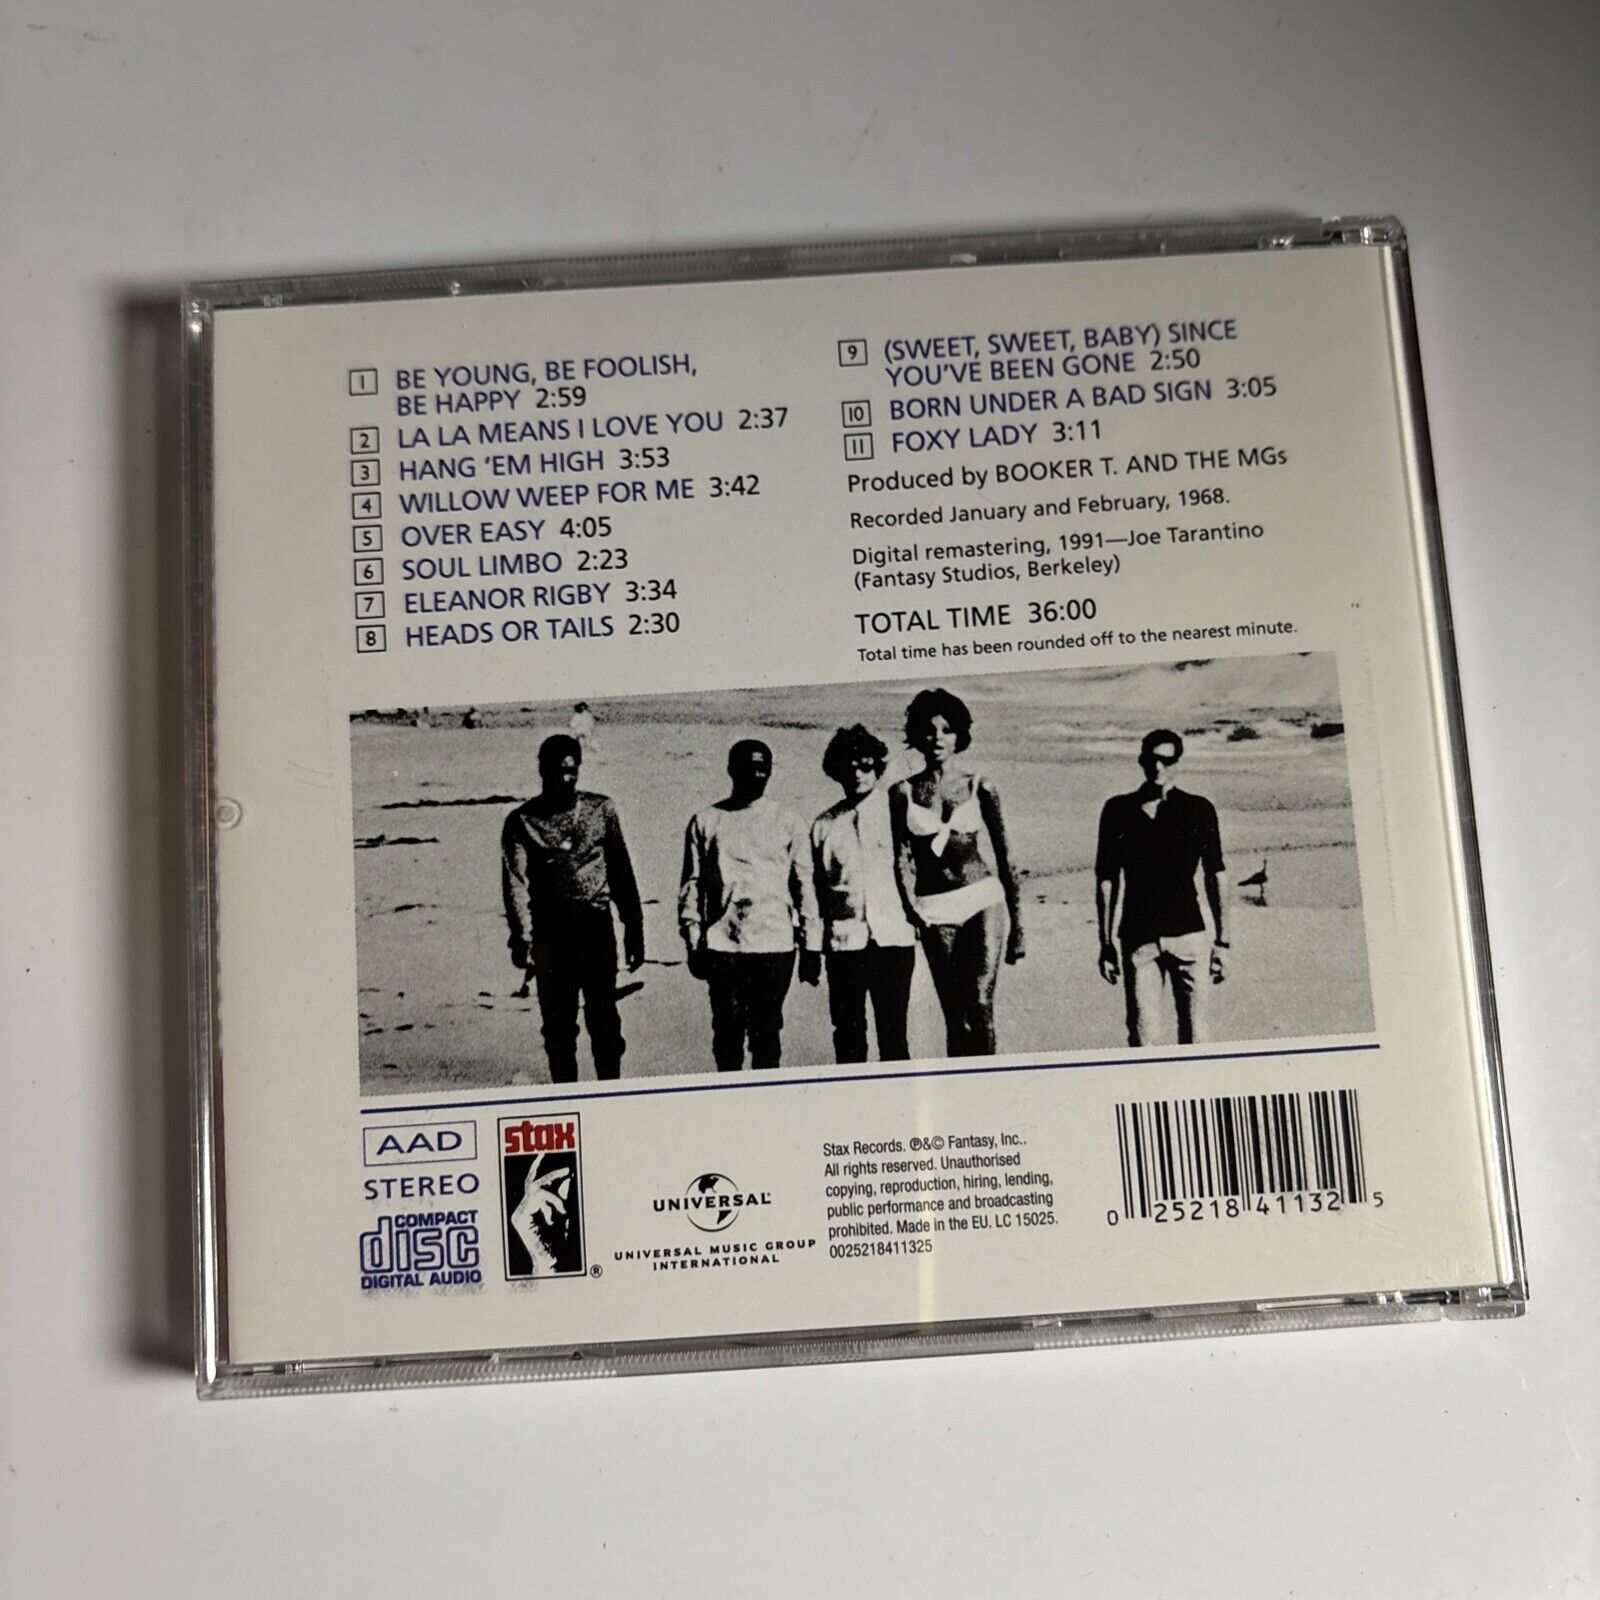 1 BE YOUNG, BE FOOLISH,
BE HAPPY 2:59
2 LA LA MEANS I LOVE YOU 2:37
3 HANG 'EM HIGH 3:53
4 WILLOW WEEP FOR ME 3:42
5 OVER EASY 4:05
6 SOUL LIMBO 2:23
7 ELEANOR RIGBY 3:34
8 HEADS OR TAILS 2:30
9 (SWEET, SWEET, BABY) SINCE
YOU'VE BEEN GONE 2:50
10 BORN UNDER A BAD SIGN 3:05
11 FOXY LADY 3:11
Produced by BOOKER T. AND THE MGs
Recorded January and February, 1968.
Digital remastering, 1991—Joe Tarantino
(Fantasy Studios, Berkeley)
TOTAL TIME 36:00
Total time has been rounded off to the nearest minute.
AAD
STEREO
COMPACT
disc
DIGITAL AUDIO
stax
®
UNIVERSAL
UNIVERSAL MUSIC GROUP
INTERNATIONAL
Stax Records. ℗&© Fantasy, Inc..
All rights reserved. Unauthorised
copying, reproduction, hiring, lending,
public performance and broadcasting
prohibited. Made in the EU. LC 15025.
0025218411325
0 25218 41132 5